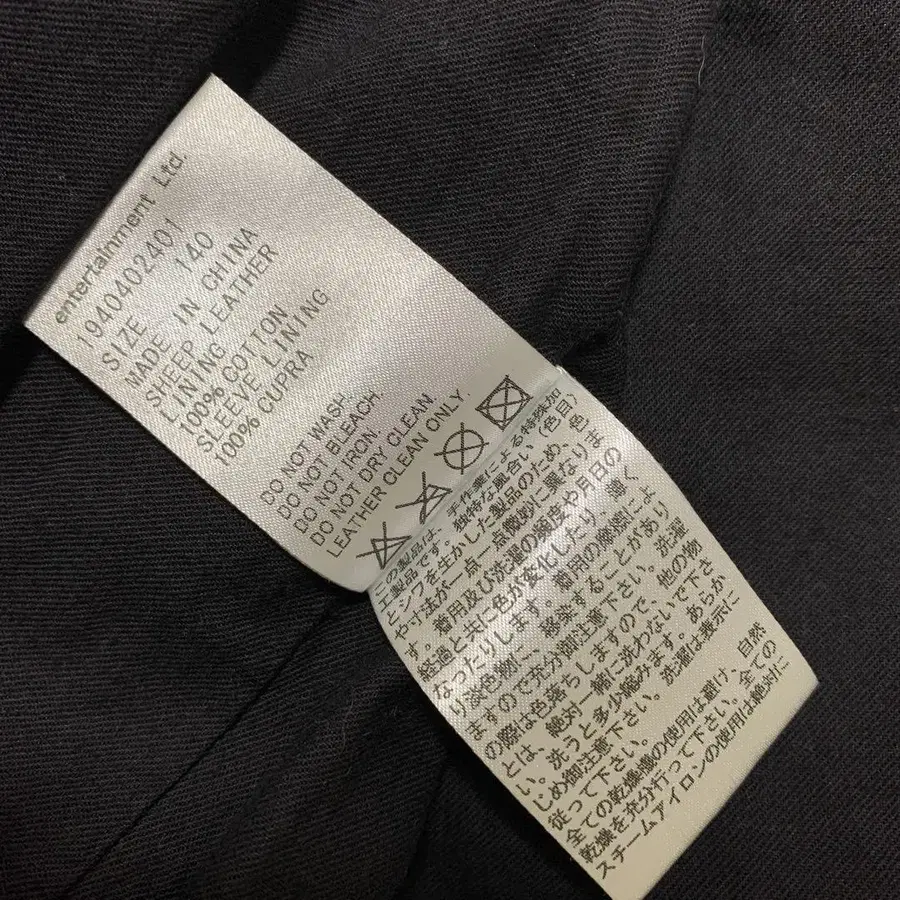 entertainment Ltd.
1940402401
SIZE 140
MADE IN CHINA
SHEEP LEATHER
LINING
100% COTTON
SLEEVE LINING
100% CUPRA
DO NOT WASH.
DO NOT BLEACH.
DO NOT IRON.
DO NOT DRY CLEAN
LEATHER CLEAN ONLY.
この製品は、手作業による特殊加
工製品です。独特な風合い（色目）
とシワを生かした製品のため、色
や寸法が一点一点微妙に異なりま
す。着用及び洗濯の頻度や月日の
経過と共に色が変化したり、薄く
なったりします。着用の際擦によ
り淡色物に、移染することがあり
ますので充分御注意下さい。洗濯
の際は色落ちしますので、他の物
とは、絶対一緒に洗わないで下さ
い。洗うと多少縮みます。あらか
じめ御注意下さい。洗濯は表示に
従って下さい。
全ての乾燥機の使用は避け、自然
乾燥を充分行って下さい。全ての
スチームアイロンの使用は絶対に